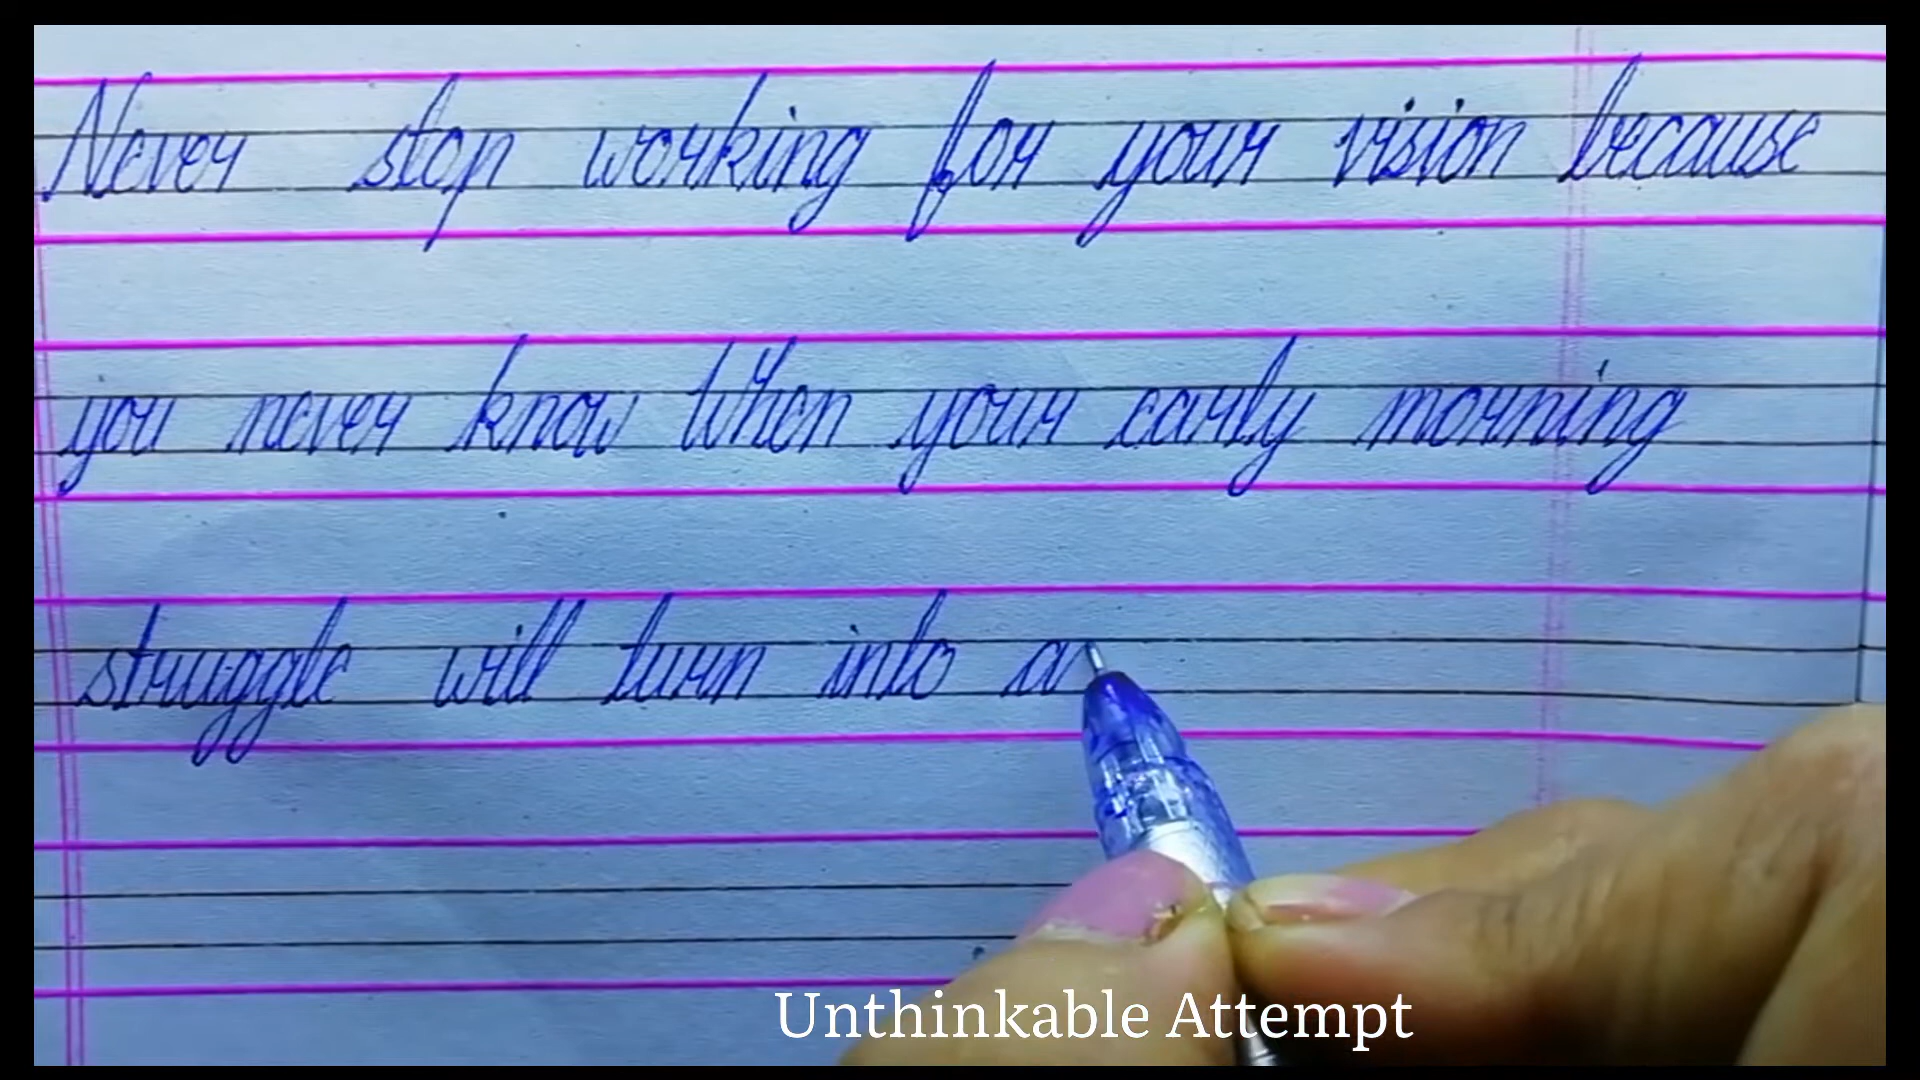 Never stop working for your vision because
you never know When your early morning
struggle will turn into a
Unthinkable Attempt